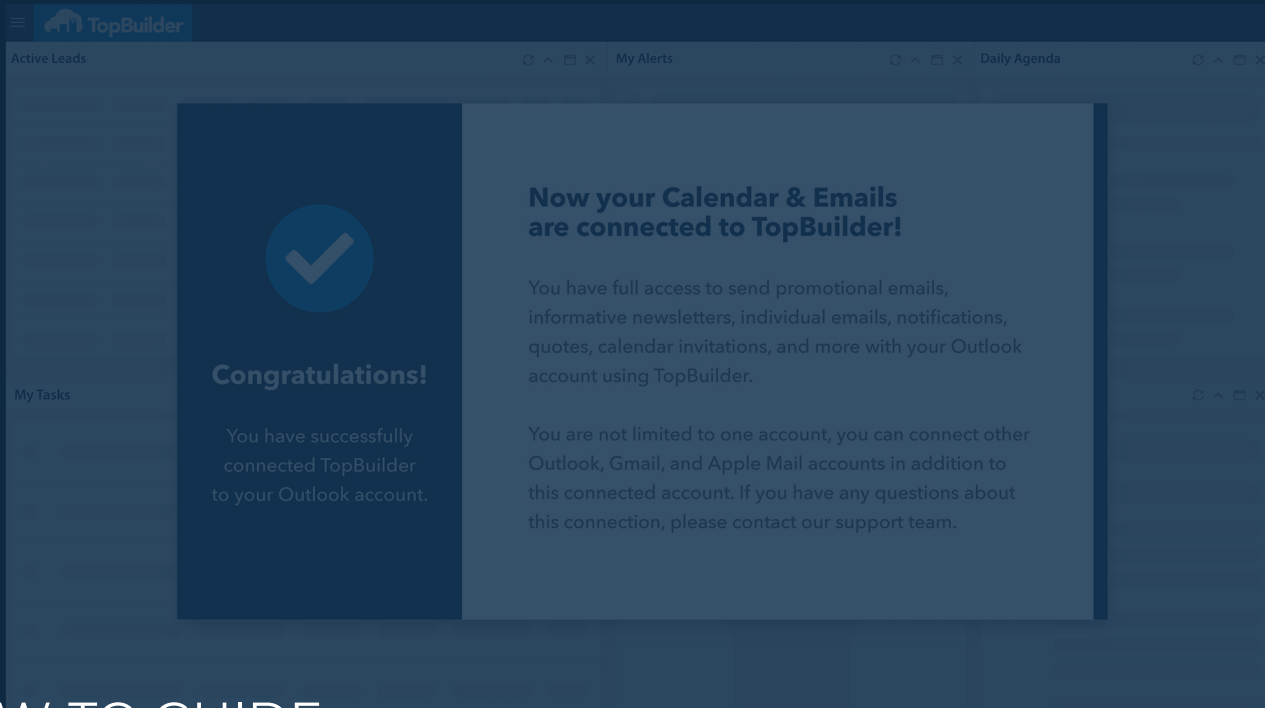 TopBuilder
Active Leads
My Alerts
Daily Agenda
Now your Calendar & Emails
are connected to TopBuilder!
You have full access to send promotional emails,
informative newsletters, individual emails, notifications,
quotes, calendar invitations, and more with your Outlook
account using TopBuilder.
You are not limited to one account, you can connect other
Outlook, Gmail, and Apple Mail accounts in addition to
this connected account. If you have any questions about
this connection, please contact our support team.
Congratulations!
You have successfully
connected TopBuilder
to your Outlook account.
My Tasks
W TO GUIDE